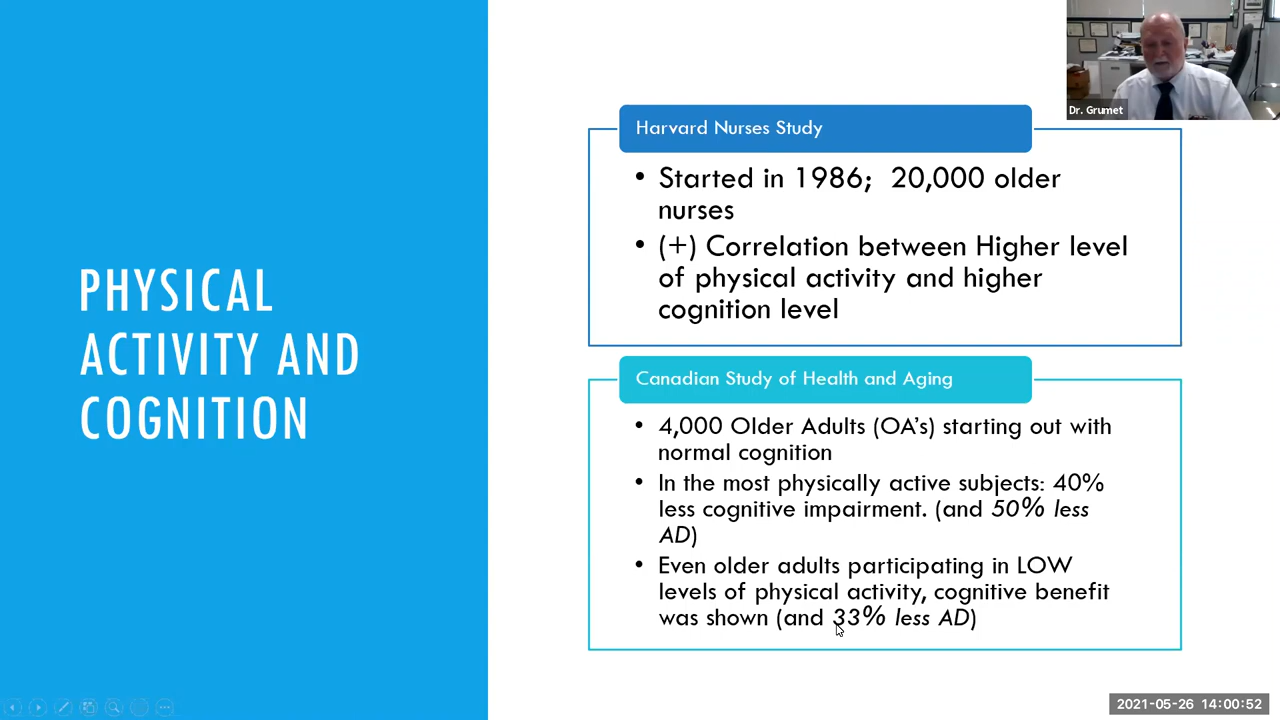 PHYSICAL
ACTIVITY AND
COGNITION
Dr. Grumet
Harvard Nurses Study
• Started in 1986;  20,000 older
nurses
• (+) Correlation between Higher level
of physical activity and higher
cognition level
Canadian Study of Health and Aging
• 4,000 Older Adults (OA's) starting out with
normal cognition
• In the most physically active subjects: 40%
less cognitive impairment. (and 50% less
AD)
• Even older adults participating in LOW
levels of physical activity, cognitive benefit
was shown (and 33% less AD)
2021-05-26 14:00:52